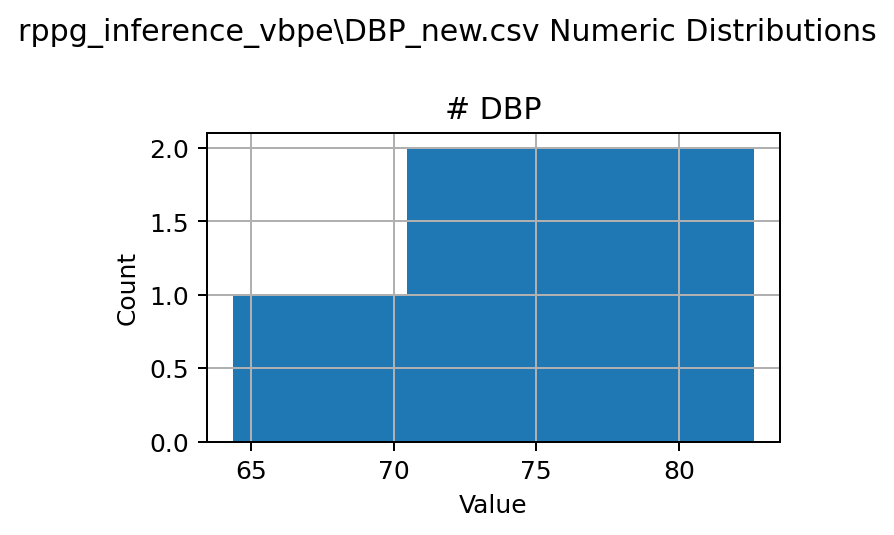 rppg_inference_vbpe\DBP_new.csv Numeric Distributions
# DBP
2.0
1.5
1.0
0.5
0.0
Count
65 70 75 80
Value